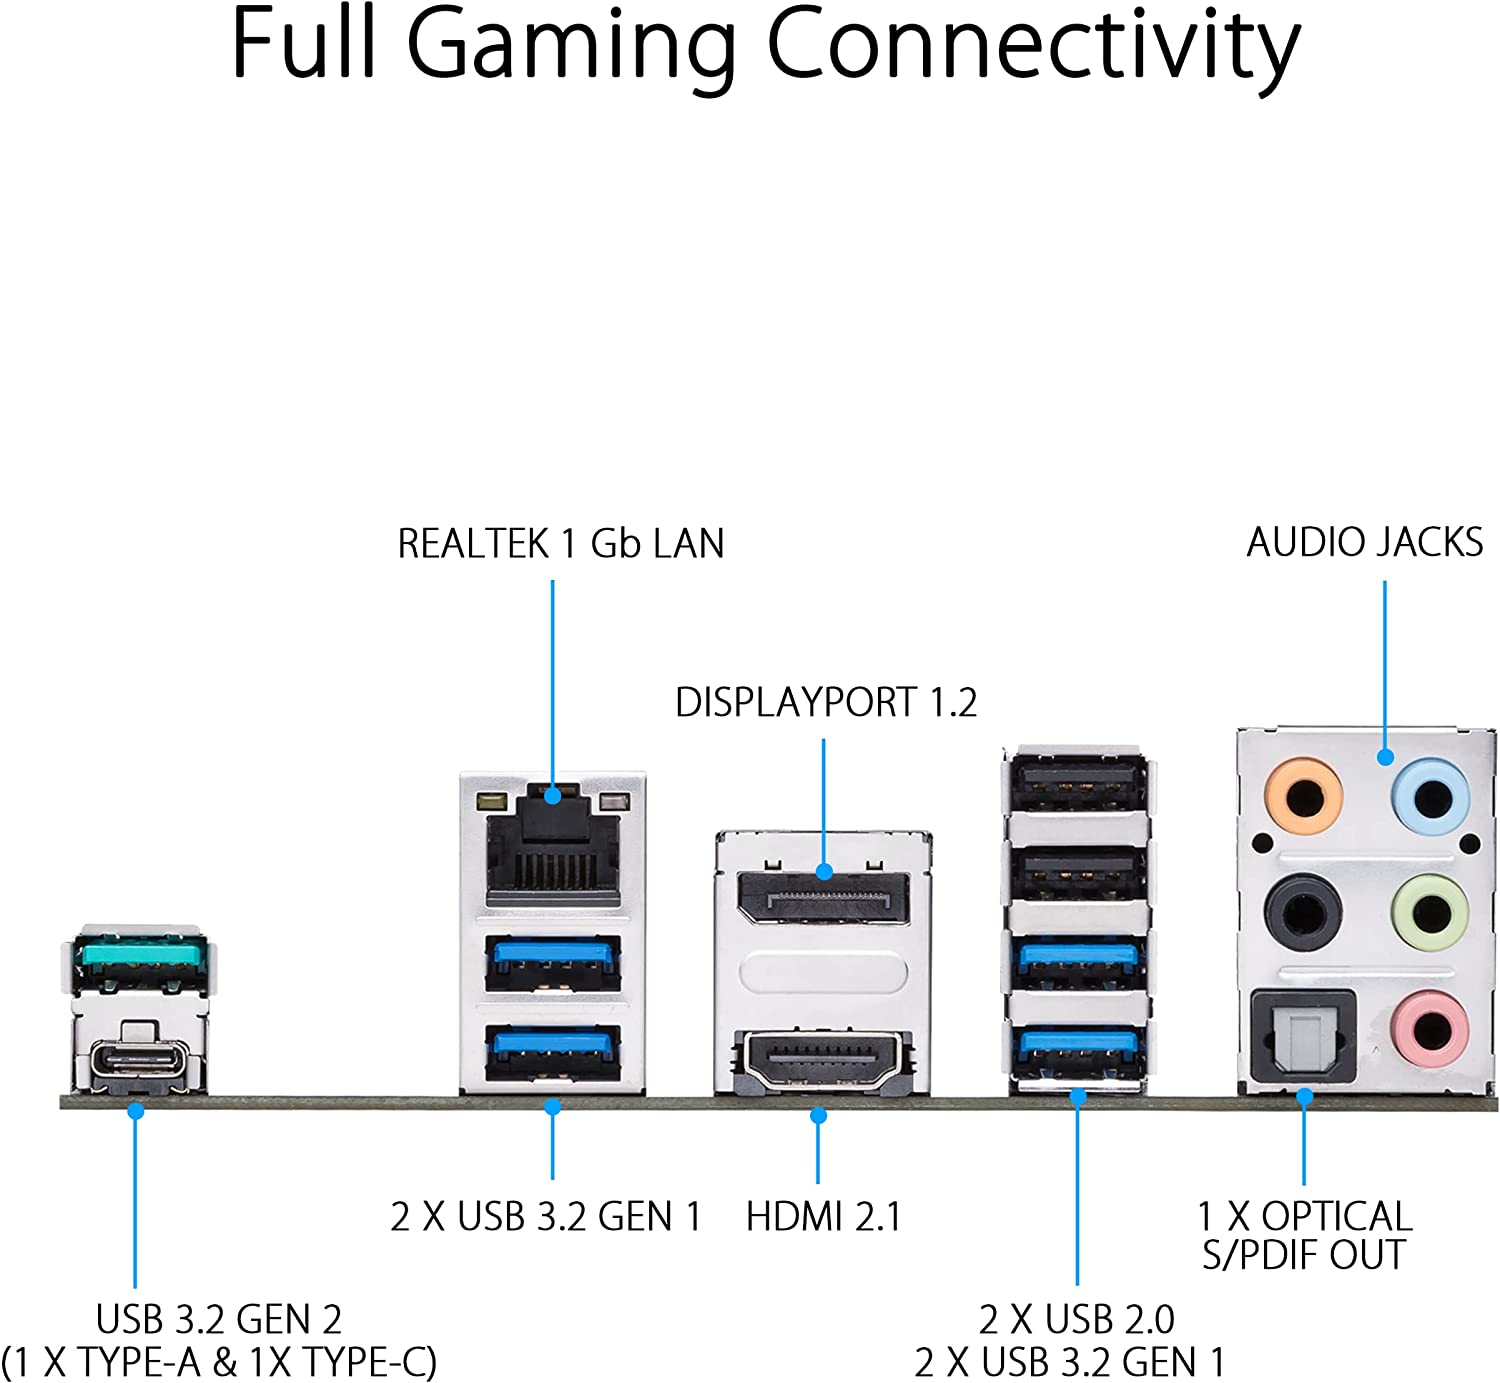 Full Gaming Connectivity
REALTEK 1 Gb LAN
AUDIO JACKS
DISPLAYPORT 1.2
2 X USB 3.2 GEN 1
HDMI 2.1
1 X OPTICAL
S/PDIF OUT
USB 3.2 GEN 2
(1 X TYPE-A & 1X TYPE-C)
2 X USB 2.0
2 X USB 3.2 GEN 1